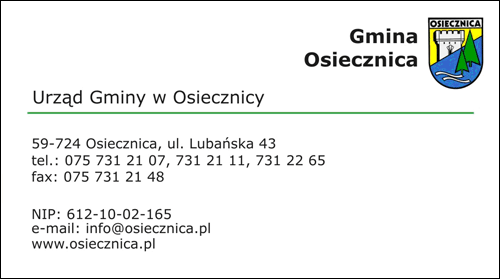 Gmina
Osiecznica
OSIECZNICA
Urząd Gminy w Osiecznicy
59-724 Osiecznica, ul. Lubańska 43
tel.: 075 731 21 07, 731 21 11, 731 22 65
fax: 075 731 21 48
NIP: 612-10-02-165
e-mail: info@osiecznica.pl
www.osiecznica.pl